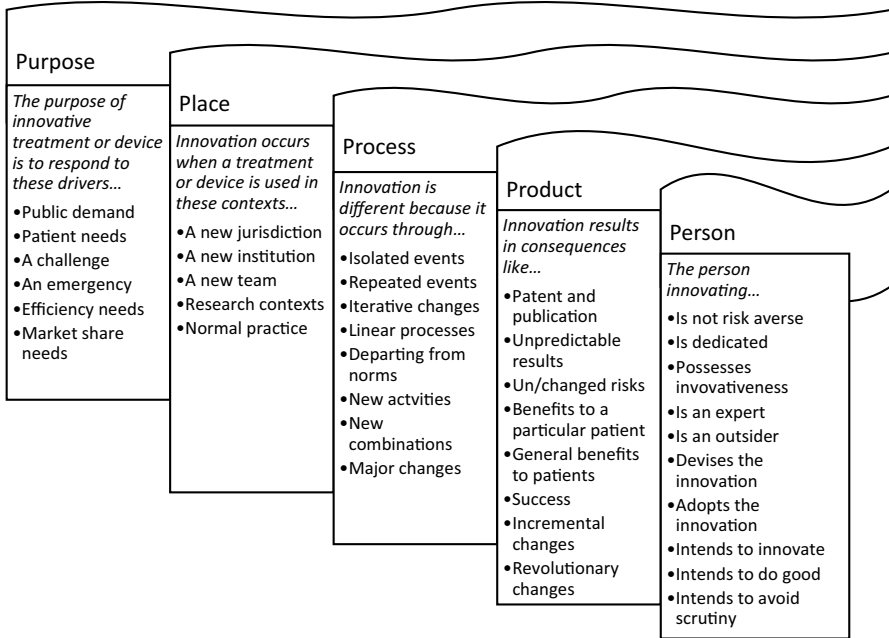 Purpose
The purpose of
innovative
treatment or device
is to respond to
these drivers...
•Public demand
•Patient needs
•A challenge
•An emergency
•Efficiency needs
•Market share
needs
Place
Innovation occurs
when a treatment
or device is used in
these contexts...
•A new jurisdiction
•A new institution
•A new team
•Research contexts
•Normal practice
Process
Innovation is
different because it
occurs through...
•Isolated events
•Repeated events
•Iterative changes
•Linear processes
•Departing from
norms
•New actvities
•New
combinations
•Major changes
Product
Innovation results
in consequences
like...
•Patent and
publication
•Unpredictable
results
•Un/changed risks
•Benefits to a
particular patient
•General benefits
to patients
•Success
•Incremental
changes
•Revolutionary
changes
Person
The person
innovating...
•Is not risk averse
•Is dedicated
•Possesses
invovativeness
•Is an expert
•Is an outsider
•Devises the
innovation
•Adopts the
innovation
•Intends to innovate
•Intends to do good
•Intends to avoid
scrutiny